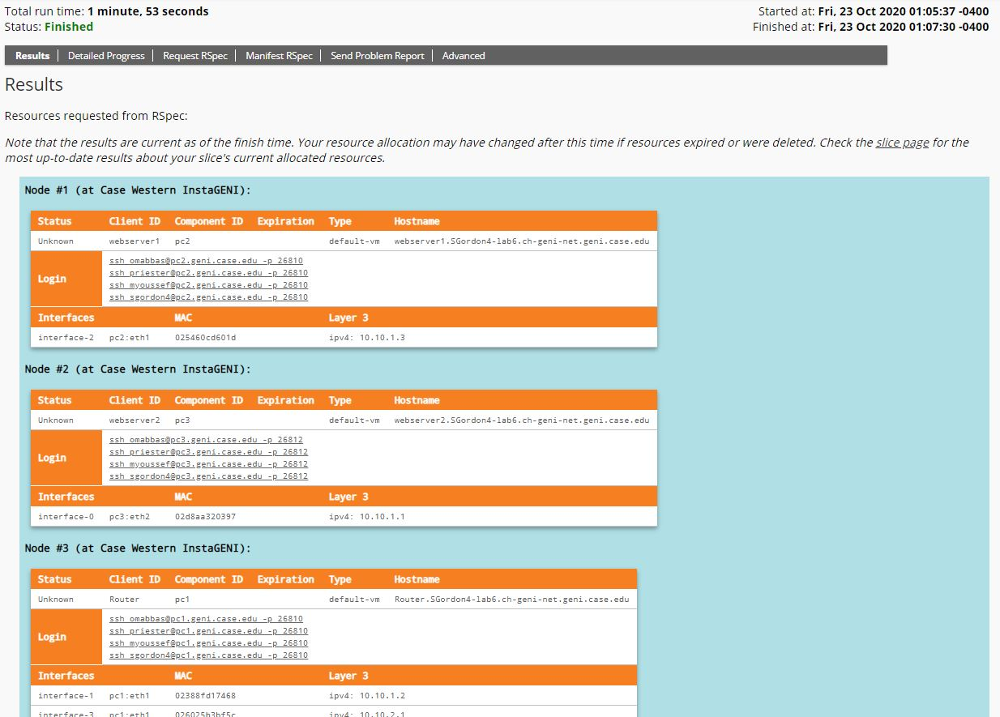 Total run time: 1 minute, 53 seconds
Started at: Fri, 23 Oct 2020 01:05:37 -0400
Status: Finished
Finished at: Fri, 23 Oct 2020 01:07:30 -0400
Results | Detailed Progress | Request RSpec | Manifest RSpec | Send Problem Report | Advanced
Results
Resources requested from RSpec:
Note that the results are current as of the finish time. Your resource allocation may have changed after this time if resources expired or were deleted. Check the slice page for the
most up-to-date results about your slice's current allocated resources.
Node #1 (at Case Western InstaGENI):
Status Client ID Component ID Expiration Type Hostname
Unknown webserver1 pc2 default-vm webserver1.SGordon4-lab6.ch-geni-net.geni.case.edu
Login
ssh omabbas@pc2.geni.case.edu -p 26810
ssh priester@pc2.geni.case.edu -p 26810
ssh myoussef@pc2.geni.case.edu -p 26810
ssh sgordon4@pc2.geni.case.edu -p 26810
Interfaces MAC Layer 3
interface-2 pc2:eth1 025460cd601d ipv4: 10.10.1.3
Node #2 (at Case Western InstaGENI):
Status Client ID Component ID Expiration Type Hostname
Unknown webserver2 pc3 default-vm webserver2.SGordon4-lab6.ch-geni-net.geni.case.edu
Login
ssh omabbas@pc3.geni.case.edu -p 26812
ssh priester@pc3.geni.case.edu -p 26812
ssh myoussef@pc3.geni.case.edu -p 26812
ssh sgordon4@pc3.geni.case.edu -p 26812
Interfaces MAC Layer 3
interface-0 pc3:eth2 02d8aa320397 ipv4: 10.10.1.1
Node #3 (at Case Western InstaGENI):
Status Client ID Component ID Expiration Type Hostname
Unknown Router pc1 default-vm Router.SGordon4-lab6.ch-geni-net.geni.case.edu
Login
ssh omabbas@pc1.geni.case.edu -p 26810
ssh priester@pc1.geni.case.edu -p 26810
ssh myoussef@pc1.geni.case.edu -p 26810
ssh sgordon4@pc1.geni.case.edu -p 26810
Interfaces MAC Layer 3
interface-1 pc1:eth1 02388fd17468 ipv4: 10.10.1.2
interface-3 pc1:eth1 026025b3bf5c ipv4: 10.10.2.1